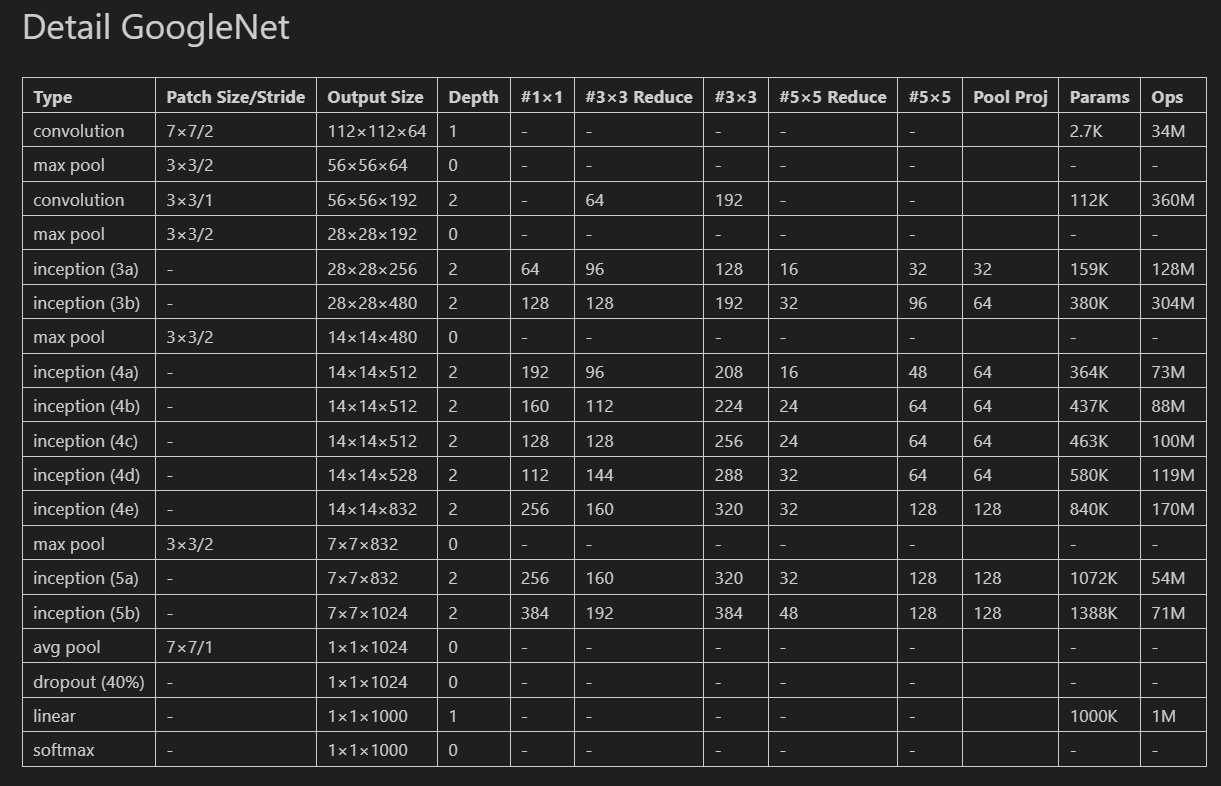 Detail GoogleNet
Type Patch Size/Stride Output Size Depth #1×1 #3×3 Reduce #3×3 #5×5 Reduce #5×5 Pool Proj Params Ops
convolution 7×7/2 112×112×64 1 - - - - - 2.7K 34M
max pool 3×3/2 56×56×64 0 - - - - - - -
convolution 3×3/1 56×56×192 2 - 64 192 - - 112K 360M
max pool 3×3/2 28×28×192 0 - - - - - - -
inception (3a) - 28×28×256 2 64 96 128 16 32 32 159K 128M
inception (3b) - 28×28×480 2 128 128 192 32 96 64 380K 304M
max pool 3×3/2 14×14×480 0 - - - - - - -
inception (4a) - 14×14×512 2 192 96 208 16 48 64 364K 73M
inception (4b) - 14×14×512 2 160 112 224 24 64 64 437K 88M
inception (4c) - 14×14×512 2 128 128 256 24 64 64 463K 100M
inception (4d) - 14×14×528 2 112 144 288 32 64 64 580K 119M
inception (4e) - 14×14×832 2 256 160 320 32 128 128 840K 170M
max pool 3×3/2 7×7×832 0 - - - - - - -
inception (5a) - 7×7×832 2 256 160 320 32 128 128 1072K 54M
inception (5b) - 7×7×1024 2 384 192 384 48 128 128 1388K 71M
avg pool 7×7/1 1×1×1024 0 - - - - - - -
dropout (40%) - 1×1×1024 0 - - - - - - -
linear - 1×1×1000 1 - - - - - 1000K 1M
softmax - 1×1×1000 0 - - - - - - -